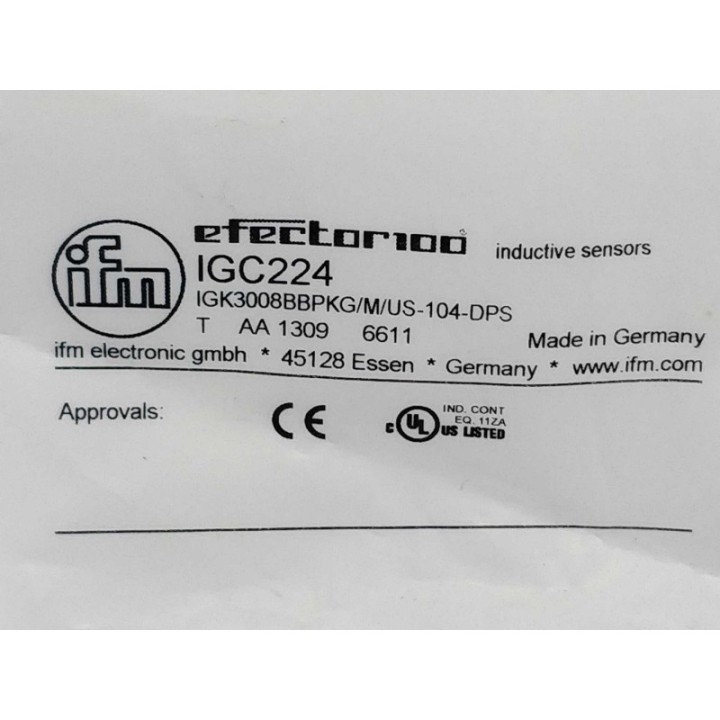 ifm
efector100®
inductive sensors
IGC224
IGK3008BBPKG/M/US-104-DPS
T AA 1309 6611
Made in Germany
ifm electronic gmbh * 45128 Essen * Germany * www.ifm.com
Approvals:
CE
c UL US LISTED
IND. CONT
EQ. 11ZA